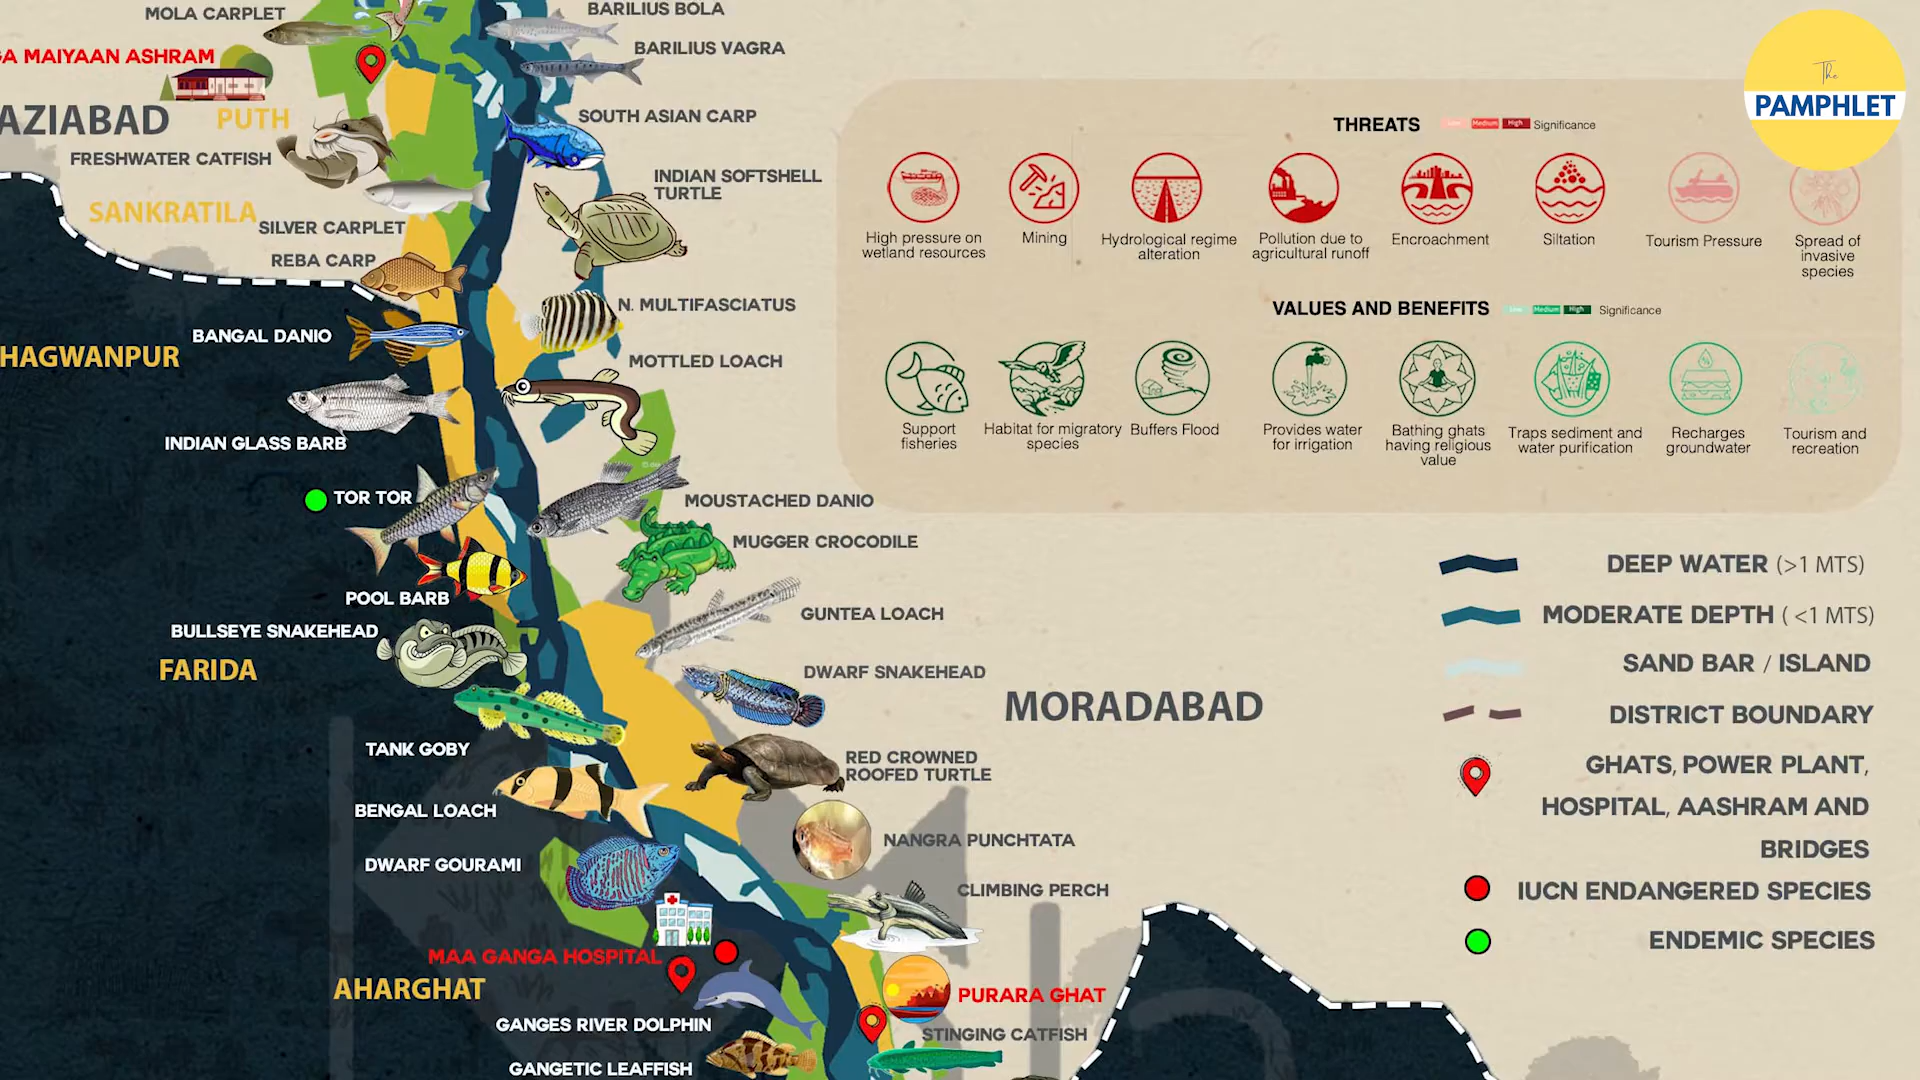 MOLA CARPLET
BARILIUS BOLA
BARILIUS VAGRA
GA MAIYAAN ASHRAM
AZIABAD
PUTH
SOUTH ASIAN CARP
FRESHWATER CATFISH
INDIAN SOFTSHELL
TURTLE
SANKRATILA
SILVER CARPLET
REBA CARP
N. MULTIFASCIATUS
BANGAL DANIO
HAGWANPUR
MOTTLED LOACH
INDIAN GLASS BARB
TOR TOR
MOUSTACHED DANIO
MUGGER CROCODILE
POOL BARB
GUNTEA LOACH
BULLSEYE SNAKEHEAD
FARIDA
DWARF SNAKEHEAD
MORADABAD
TANK GOBY
RED CROWNED
ROOFED TURTLE
BENGAL LOACH
NANGRA PUNCHTATA
DWARF GOURAMI
CLIMBING PERCH
MAA GANGA HOSPITAL
AHARGHAT
PURARA GHAT
GANGES RIVER DOLPHIN
STINGING CATFISH
GANGETIC LEAFFISH
The
PAMPHLET
THREATS Low Medium High Significance
High pressure on
wetland resources
Mining
Hydrological regime
alteration
Pollution due to
agricultural runoff
Encroachment
Siltation
Tourism Pressure
Spread of
invasive
species
VALUES AND BENEFITS Low Medium High Significance
Support
fisheries
Habitat for migratory
species
Buffers Flood
Provides water
for irrigation
Bathing ghats
having religious
value
Traps sediment and
water purification
Recharges
groundwater
Tourism and
recreation
DEEP WATER (>1 MTS)
MODERATE DEPTH ( <1 MTS)
SAND BAR / ISLAND
DISTRICT BOUNDARY
GHATS, POWER PLANT,
HOSPITAL, AASHRAM AND
BRIDGES
IUCN ENDANGERED SPECIES
ENDEMIC SPECIES